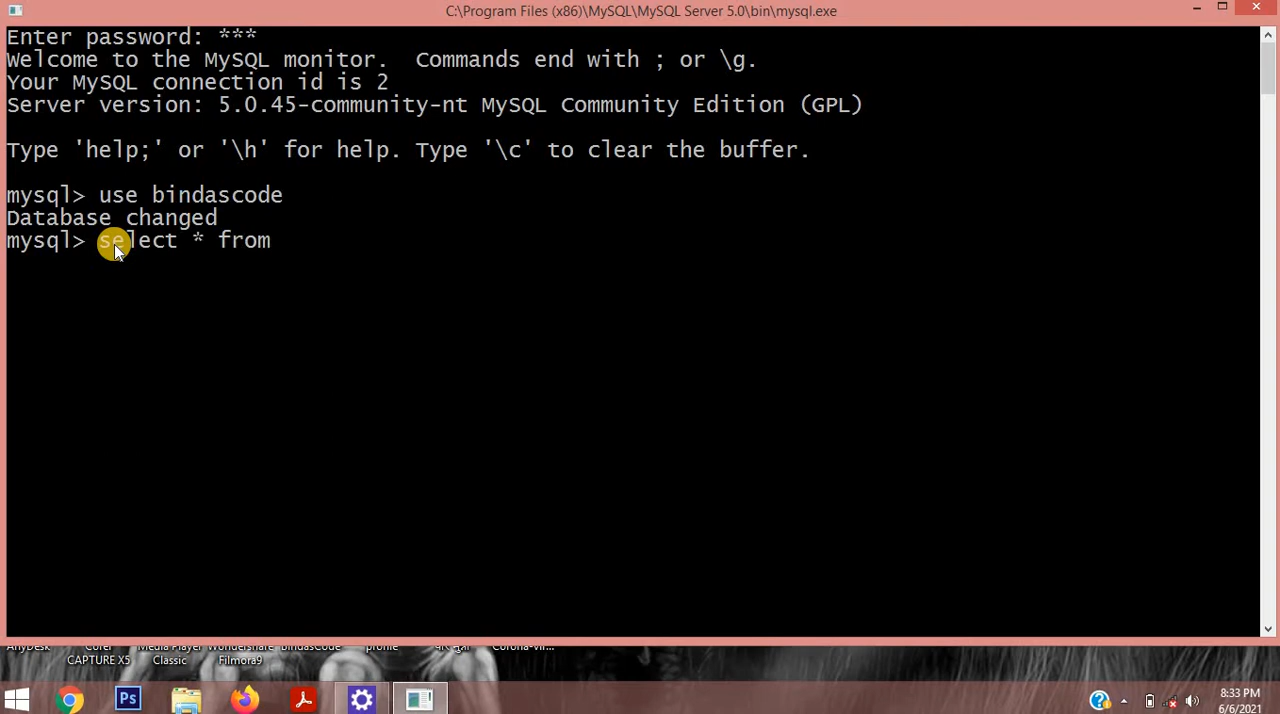 C:\Program Files (x86)\MySQL\MySQL Server 5.0\bin\mysql.exe
Enter password: ***
Welcome to the MySQL monitor.  Commands end with ; or \g.
Your MySQL connection id is 2
Server version: 5.0.45-community-nt MySQL Community Edition (GPL)
Type 'help;' or '\h' for help. Type '\c' to clear the buffer.
mysql> use bindascode
Database changed
mysql> select * from
AnyDesk Corel Media Player Wondershare BindasCode profile Corona-vir...
CAPTURE X5 Classic Filmora9
Ps
8:33 PM
6/6/2021